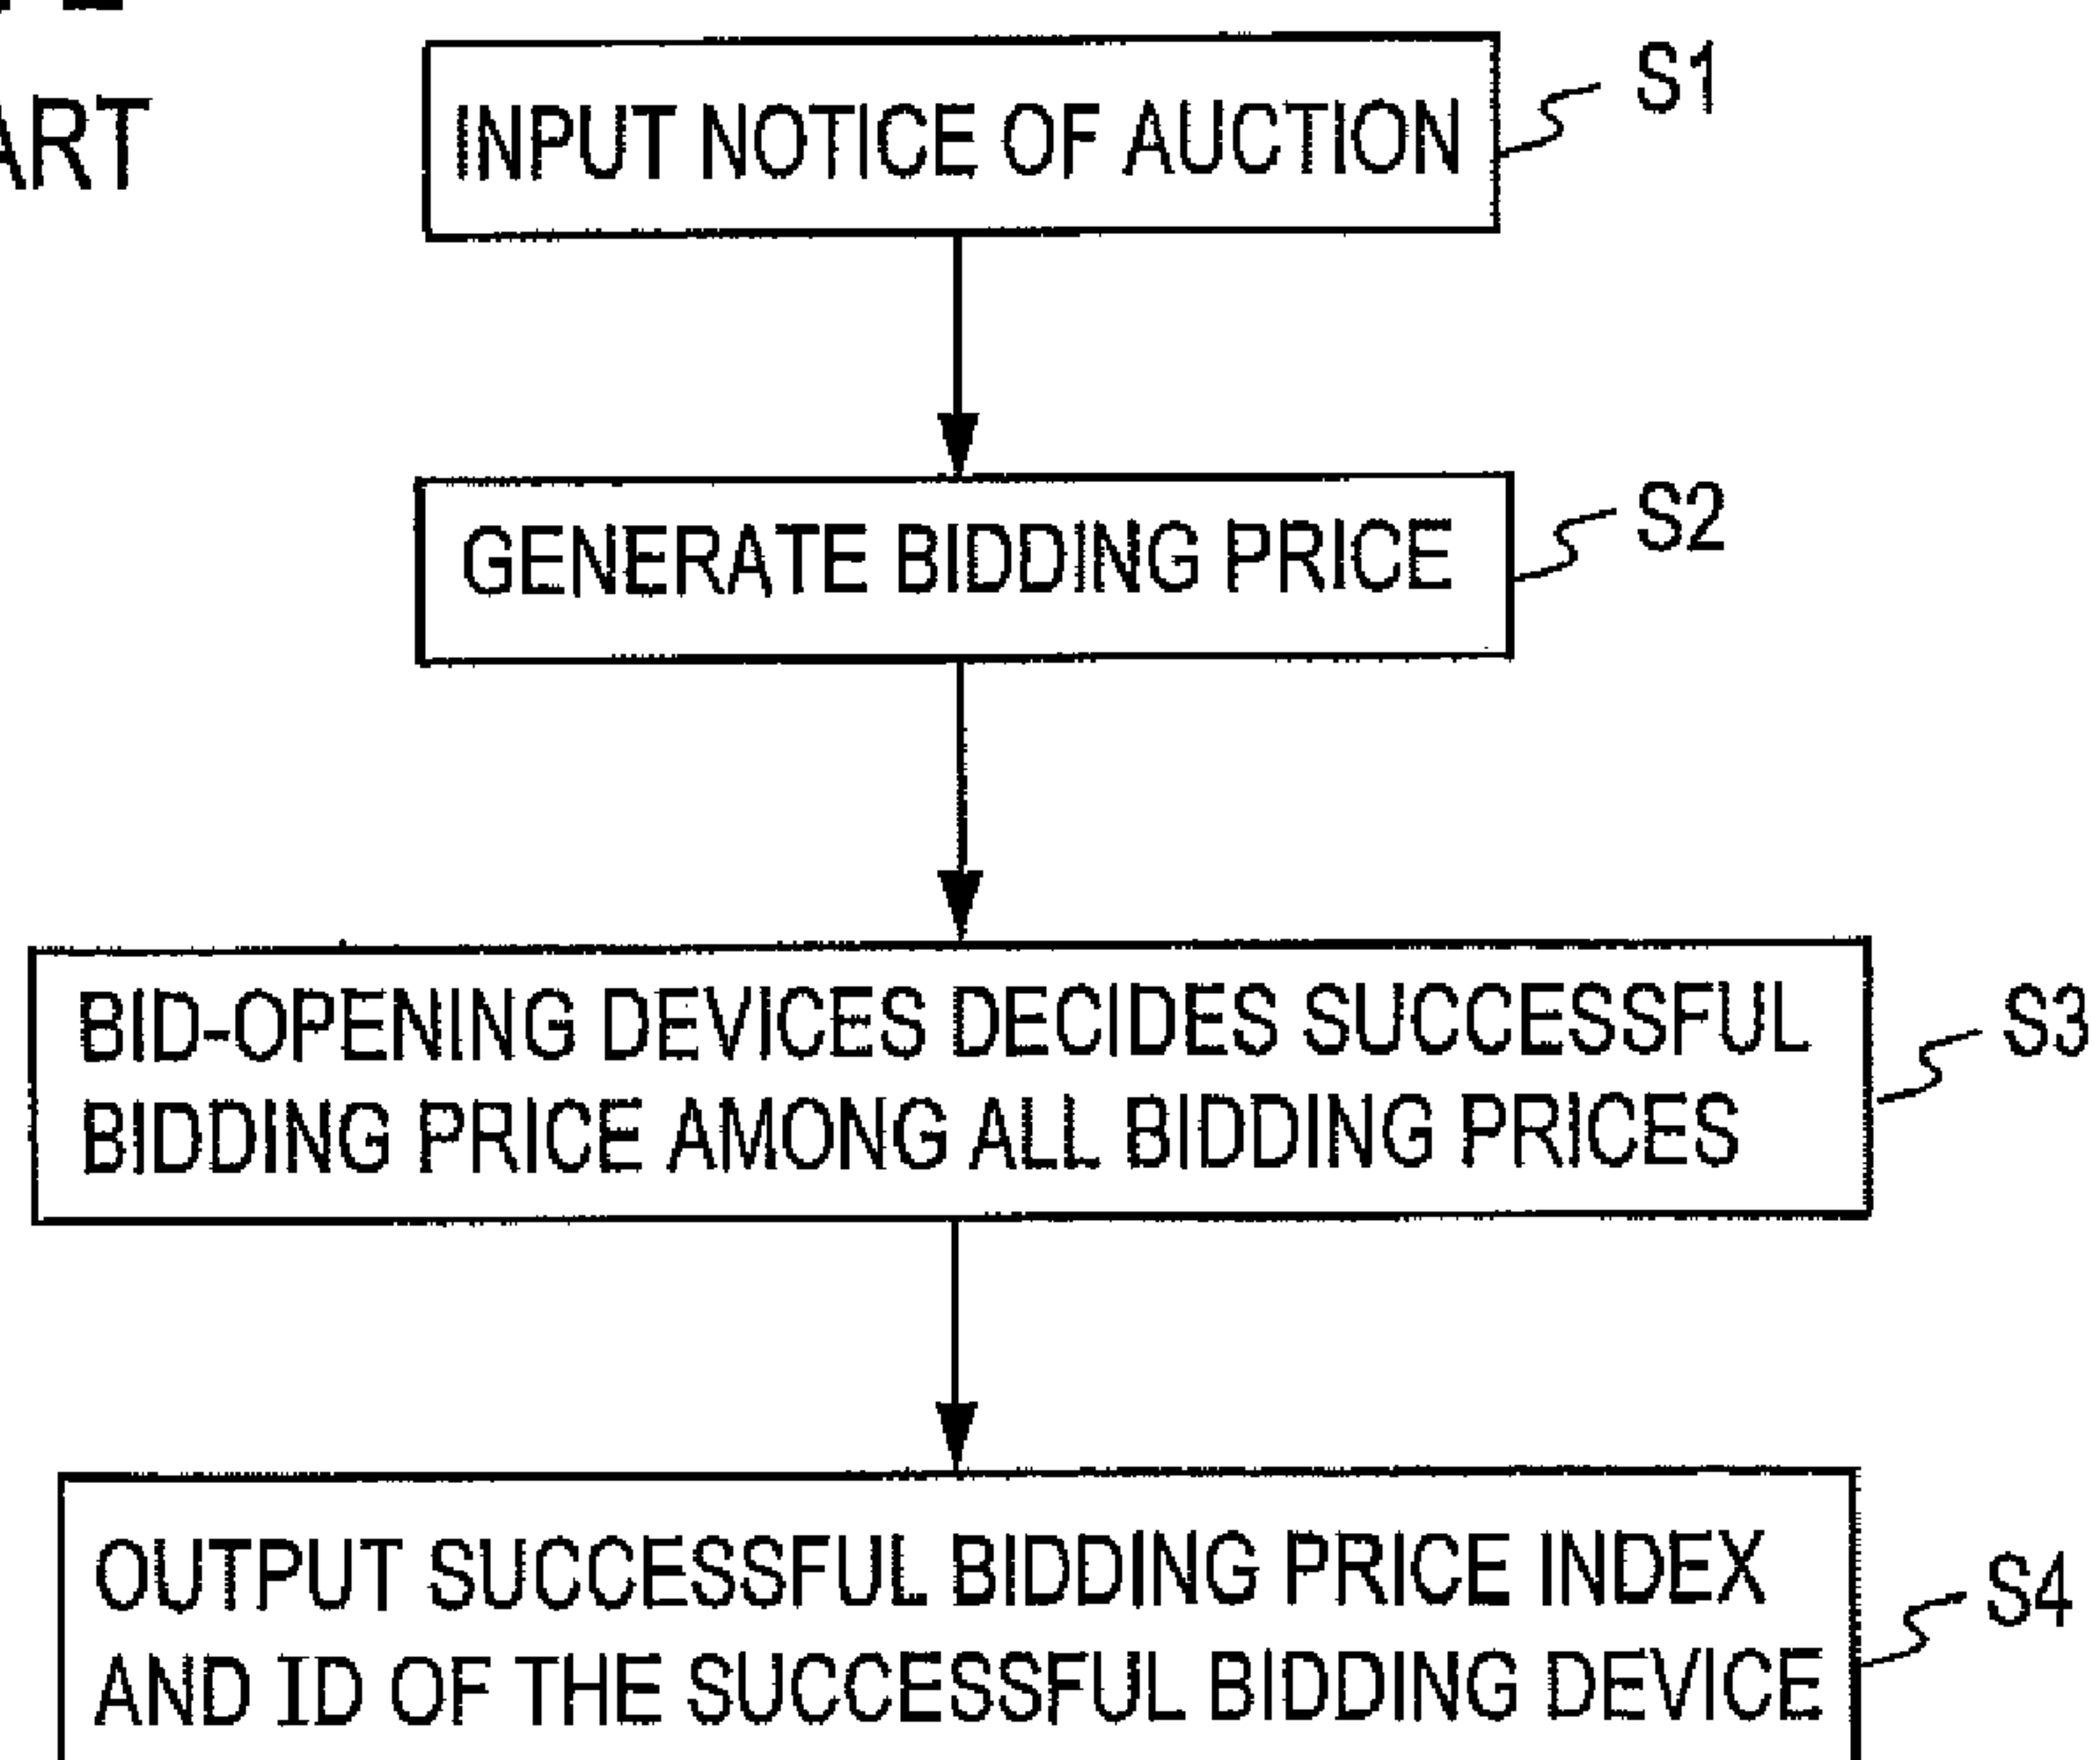 INPUT NOTICE OF AUCTION
S1
GENERATE BIDDING PRICE
S2
BID-OPENING DEVICES DECIDES SUCCESSFUL
BIDDING PRICE AMONG ALL BIDDING PRICES
S3
OUTPUT SUCCESSFUL BIDDING PRICE INDEX
AND ID OF THE SUCCESSFUL BIDDING DEVICE
S4